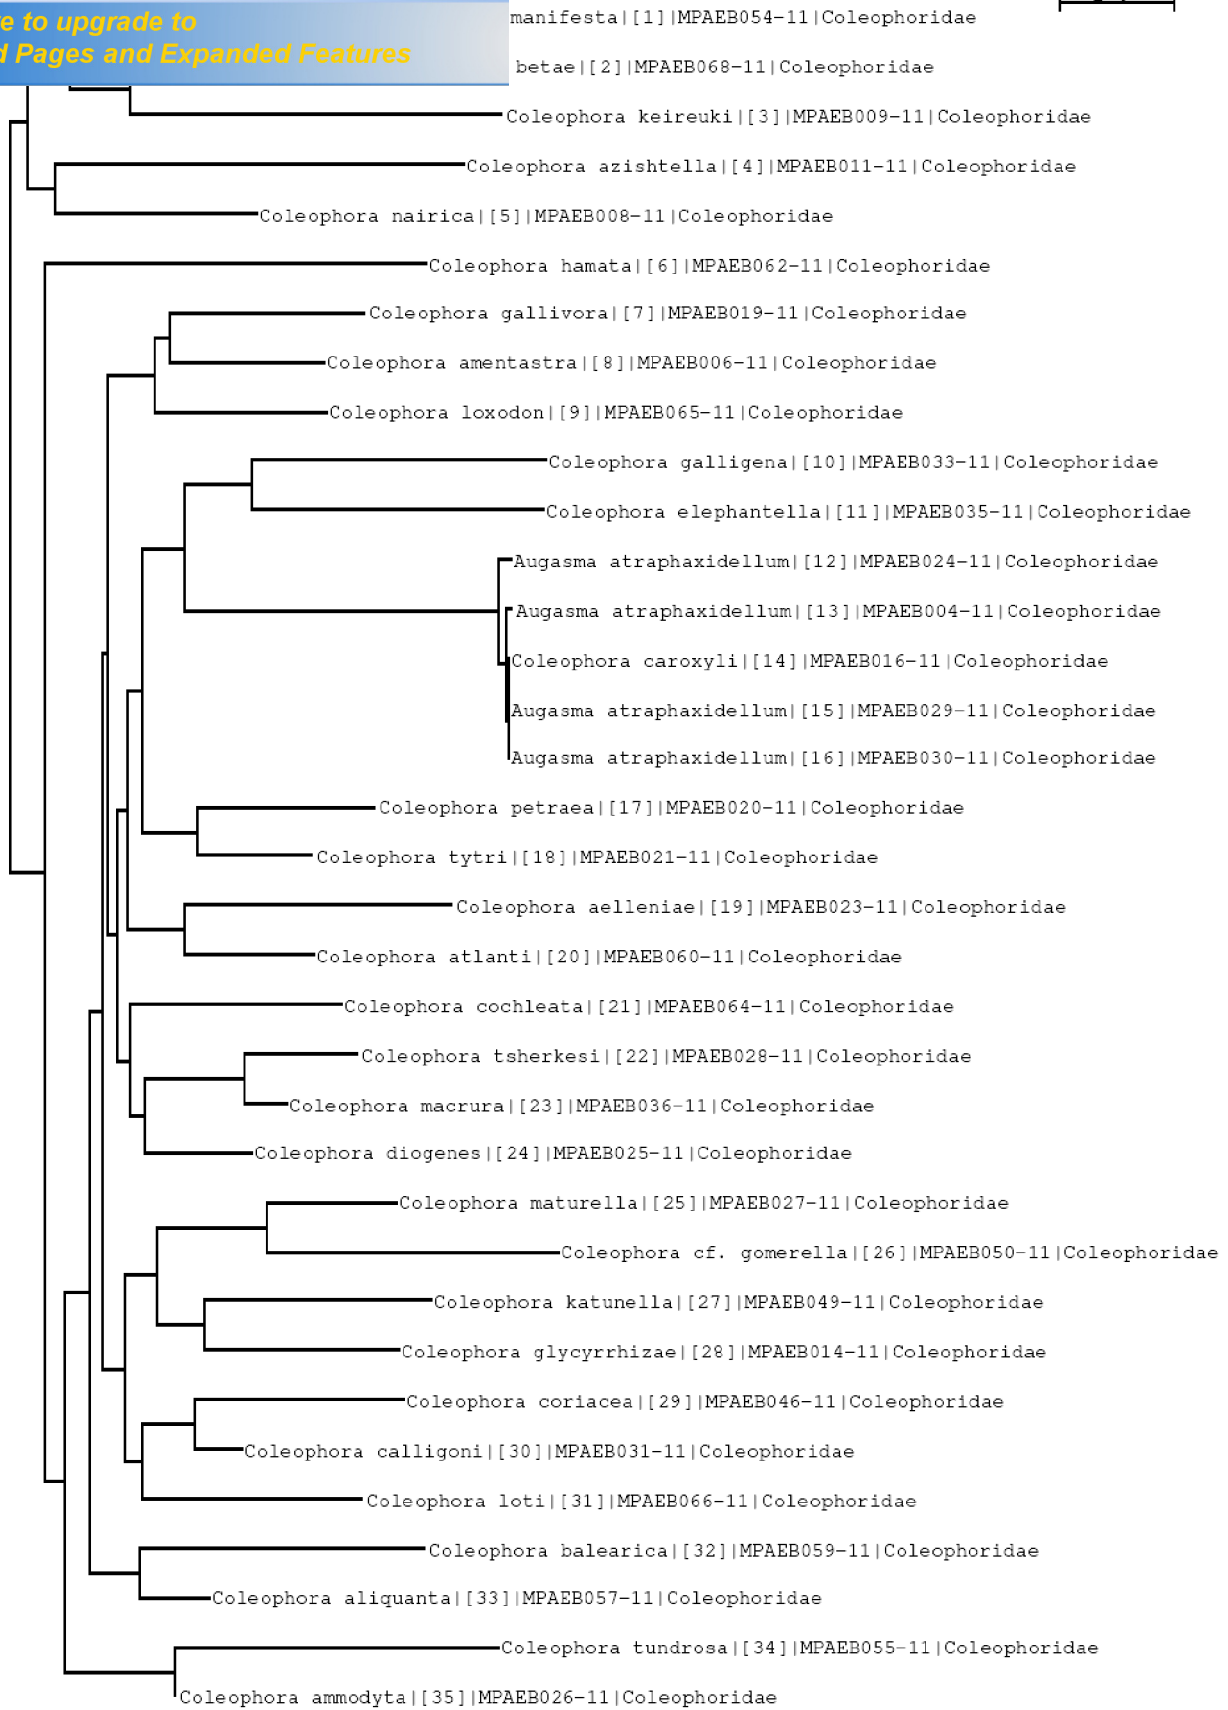 e to upgrade to
d Pages and Expanded Features
manifesta|[1]|MPAEB054-11|Coleophoridae
betae|[2]|MPAEB068-11|Coleophoridae
Coleophora keireuki|[3]|MPAEB009-11|Coleophoridae
Coleophora azishtella|[4]|MPAEB011-11|Coleophoridae
Coleophora nairica|[5]|MPAEB008-11|Coleophoridae
Coleophora hamata|[6]|MPAEB062-11|Coleophoridae
Coleophora gallivora|[7]|MPAEB019-11|Coleophoridae
Coleophora amentastra|[8]|MPAEB006-11|Coleophoridae
Coleophora loxodon|[9]|MPAEB065-11|Coleophoridae
Coleophora galligena|[10]|MPAEB033-11|Coleophoridae
Coleophora elephantella|[11]|MPAEB035-11|Coleophoridae
Augasma atraphaxidellum|[12]|MPAEB024-11|Coleophoridae
Augasma atraphaxidellum|[13]|MPAEB004-11|Coleophoridae
Coleophora caroxyli|[14]|MPAEB016-11|Coleophoridae
Augasma atraphaxidellum|[15]|MPAEB029-11|Coleophoridae
Augasma atraphaxidellum|[16]|MPAEB030-11|Coleophoridae
Coleophora petraea|[17]|MPAEB020-11|Coleophoridae
Coleophora tytri|[18]|MPAEB021-11|Coleophoridae
Coleophora aelleniae|[19]|MPAEB023-11|Coleophoridae
Coleophora atlanti|[20]|MPAEB060-11|Coleophoridae
Coleophora cochleata|[21]|MPAEB064-11|Coleophoridae
Coleophora tsherkesi|[22]|MPAEB028-11|Coleophoridae
Coleophora macrura|[23]|MPAEB036-11|Coleophoridae
Coleophora diogenes|[24]|MPAEB025-11|Coleophoridae
Coleophora maturella|[25]|MPAEB027-11|Coleophoridae
Coleophora cf. gomerella|[26]|MPAEB050-11|Coleophoridae
Coleophora katunella|[27]|MPAEB049-11|Coleophoridae
Coleophora glycyrrhizae|[28]|MPAEB014-11|Coleophoridae
Coleophora coriacea|[29]|MPAEB046-11|Coleophoridae
Coleophora calligoni|[30]|MPAEB031-11|Coleophoridae
Coleophora loti|[31]|MPAEB066-11|Coleophoridae
Coleophora balearica|[32]|MPAEB059-11|Coleophoridae
Coleophora aliquanta|[33]|MPAEB057-11|Coleophoridae
Coleophora tundrosa|[34]|MPAEB055-11|Coleophoridae
Coleophora ammodyta|[35]|MPAEB026-11|Coleophoridae